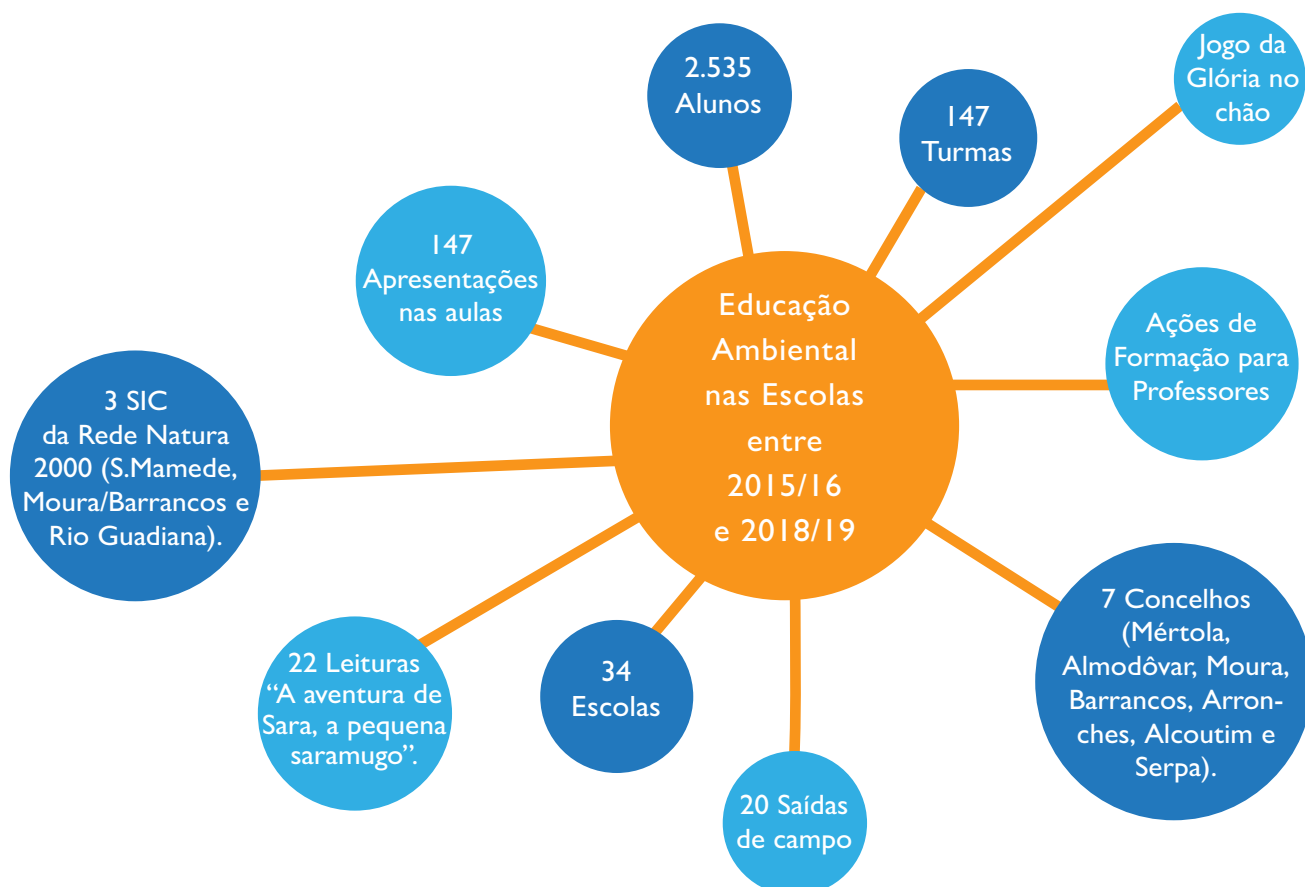 2.535
Alunos
147
Turmas
Jogo da
Glória no
chão
147
Apresentações
nas aulas
Educação
Ambiental
nas Escolas
entre
2015/16
e 2018/19
Ações de
Formação para
Professores
3 SIC
da Rede Natura
2000 (S.Mamede,
Moura/Barrancos e
Rio Guadiana).
22 Leituras
“A aventura de
Sara, a pequena
saramugo”.
34
Escolas
20 Saídas
de campo
7 Concelhos
(Mértola,
Almodôvar, Moura,
Barrancos, Arron-
ches, Alcoutim e
Serpa).